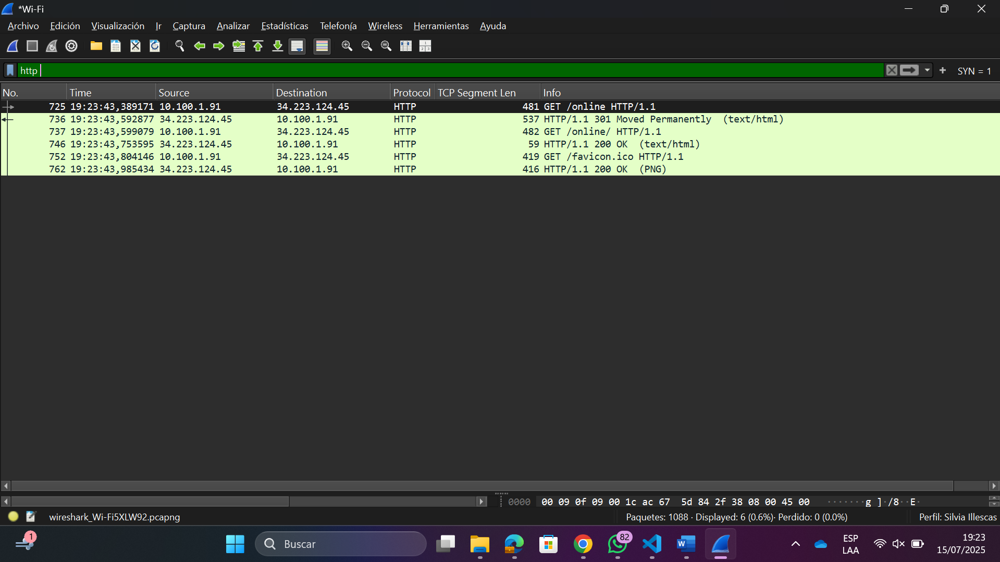 *Wi-Fi
Archivo Edición Visualización Ir Captura Analizar Estadísticas Telefonía Wireless Herramientas Ayuda
http SYN = 1
No. Time Source Destination Protocol TCP Segment Len Info
725 19:23:43,389171 10.100.1.91 34.223.124.45 HTTP 481 GET /online HTTP/1.1
736 19:23:43,592877 34.223.124.45 10.100.1.91 HTTP 537 HTTP/1.1 301 Moved Permanently (text/html)
737 19:23:43,599079 10.100.1.91 34.223.124.45 HTTP 482 GET /online/ HTTP/1.1
746 19:23:43,753595 34.223.124.45 10.100.1.91 HTTP 59 HTTP/1.1 200 OK (text/html)
752 19:23:43,804146 10.100.1.91 34.223.124.45 HTTP 419 GET /favicon.ico HTTP/1.1
762 19:23:43,985434 34.223.124.45 10.100.1.91 HTTP 416 HTTP/1.1 200 OK (PNG)
0000 00 09 0f 09 00 1c ac 67 5d 84 2f 38 08 00 45 00 ·······g ]·/8··E·
wireshark_Wi-Fi5XLW92.pcapng Paquetes: 1088 · Displayed: 6 (0.6%)· Perdido: 0 (0.0%) Perfil: Silvia Illescas
1 Buscar 82 ESP 19:23
LAA 15/07/2025